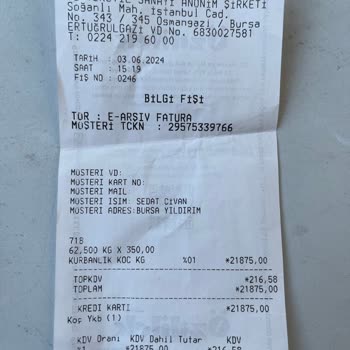 SANAYİ ANONİM ŞİRKETİ
Soğanlı Mah. İstanbul Cad.
No. 343 / 345 Osmangazi / Bursa
ERTUĞRULGAZİ VD No. 6830027581
T: 0224 219 60 00
TARİH : 03.06.2024
SAAT : 15:19
FİŞ NO : 0246
BİLGİ FİŞİ
TÜR : E-ARŞİV FATURA
MÜŞTERİ TCKN : 29575339766
MÜŞTERİ VD:
MÜŞTERİ KART NO:
MÜŞTERİ MAIL:
MÜŞTERİ İSİM: SEDAT ÇİVAN
MÜŞTERİ ADRES:BURSA YILDIRIM
715
62,500 KG X 350,00
KURBANLIK KOÇ KG %01 *21875,00
TOPKDV *216,58
TOPLAM *21875,00
KREDİ KARTI *21875,00
Koç Ykb (1)
KDV Oranı KDV Dahil Tutar KDV
*21875,00